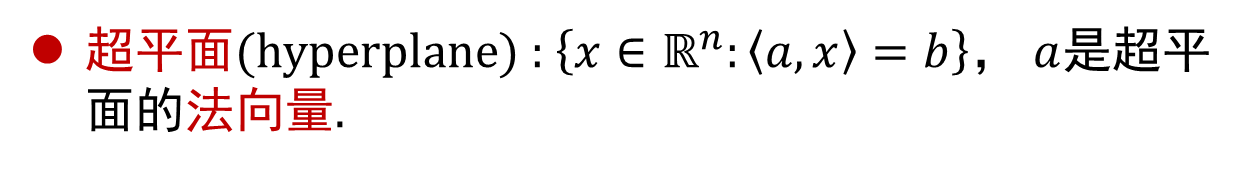 ● 超平面(hyperplane) : {x ∈ ℝⁿ: ⟨a, x⟩ = b}， a是超平
面的法向量.